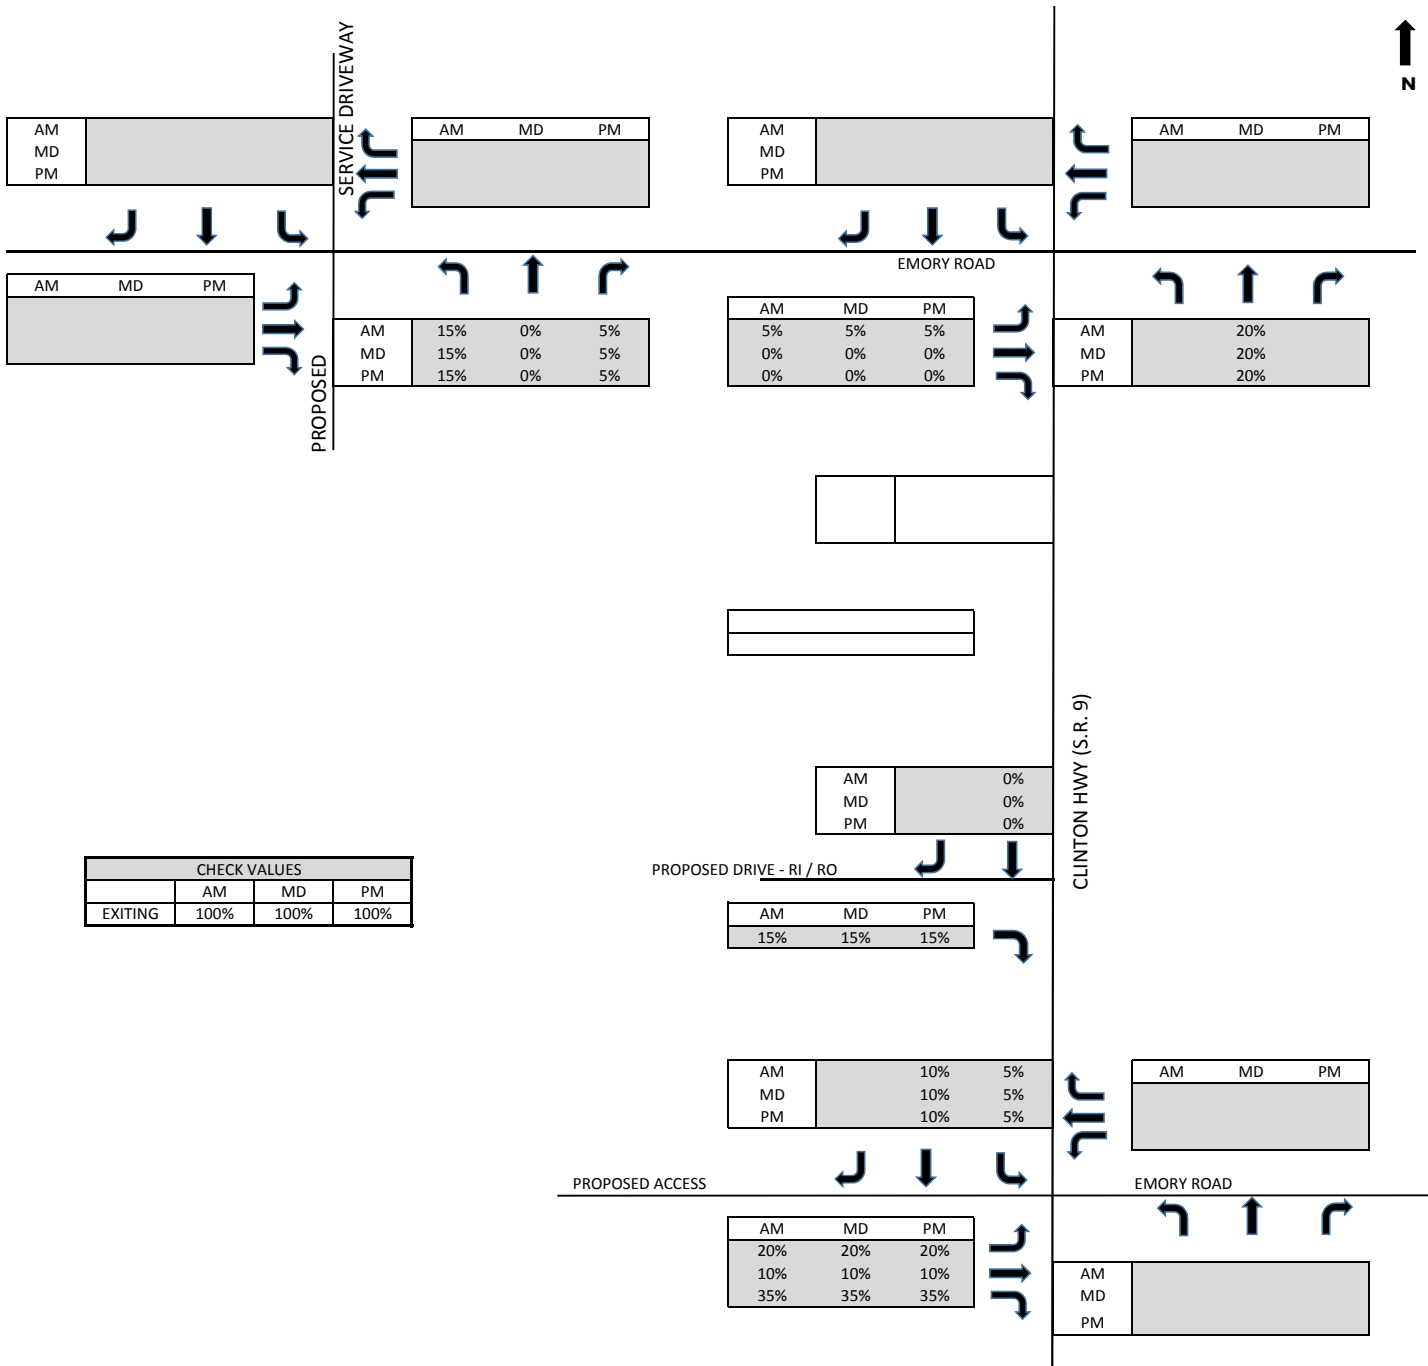 SERVICE DRIVEWAY
N
AM
MD
PM
AM MD PM
AM
MD
PM
AM MD PM
EMORY ROAD
AM MD PM
PROPOSED
AM 15% 0% 5%
MD 15% 0% 5%
PM 15% 0% 5%
AM MD PM
5% 5% 5%
0% 0% 0%
0% 0% 0%
AM 20%
MD 20%
PM 20%
CLINTON HWY (S.R. 9)
AM 0%
MD 0%
PM 0%
PROPOSED DRIVE - RI / RO
CHECK VALUES
AM MD PM
EXITING 100% 100% 100%
AM MD PM
15% 15% 15%
AM 10% 5%
MD 10% 5%
PM 10% 5%
AM MD PM
PROPOSED ACCESS
EMORY ROAD
AM MD PM
20% 20% 20%
10% 10% 10%
35% 35% 35%
AM
MD
PM